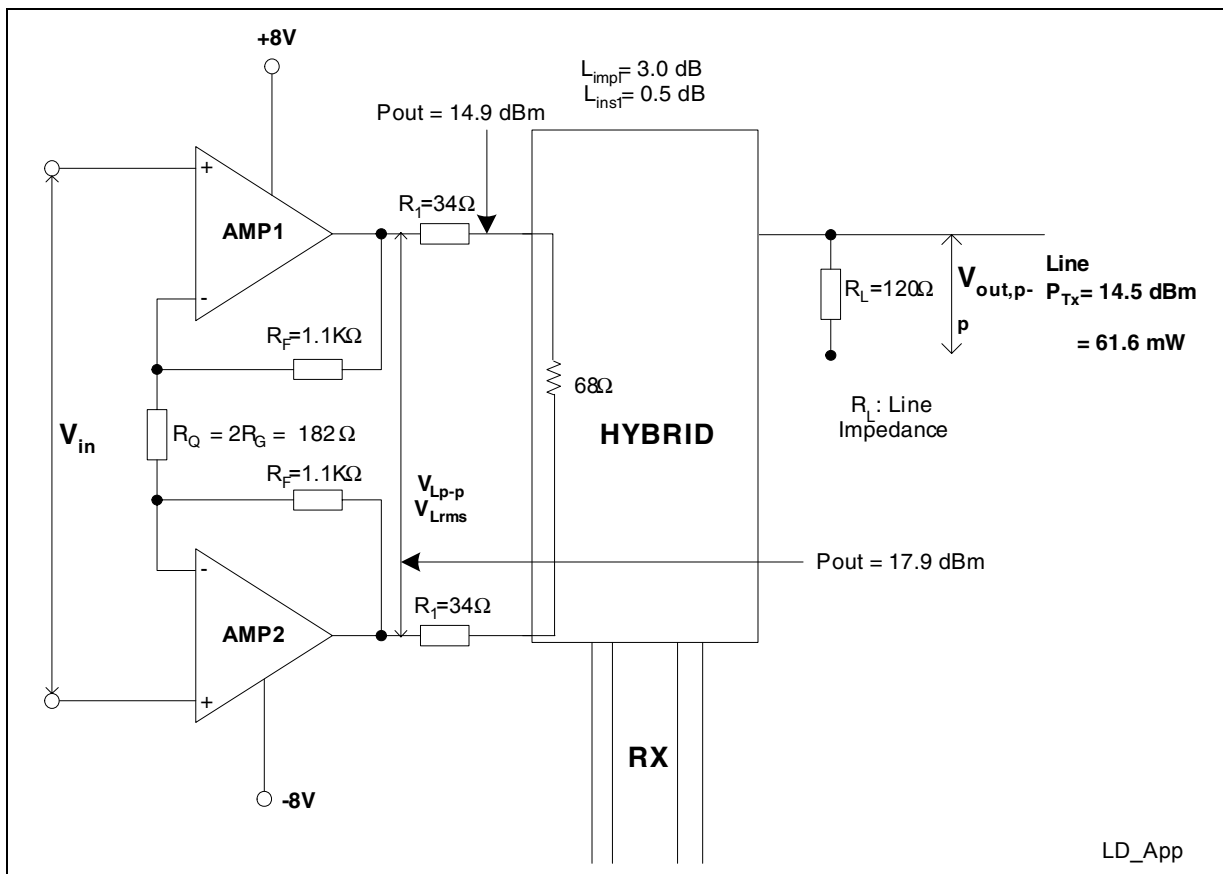 +8V
L_impl= 3.0 dB
L_ins1= 0.5 dB
Pout = 14.9 dBm
+
AMP1
-
R_1=34Ω
R_F=1.1KΩ
V_in
R_Q = 2R_G = 182Ω
R_F=1.1KΩ
V_Lp-p
V_Lrms
68Ω
HYBRID
R_L=120Ω
V_out,p-
p
Line
P_Tx= 14.5 dBm
= 61.6 mW
R_L: Line
Impedance
Pout = 17.9 dBm
-
AMP2
+
R_1=34Ω
-8V
RX
LD_App